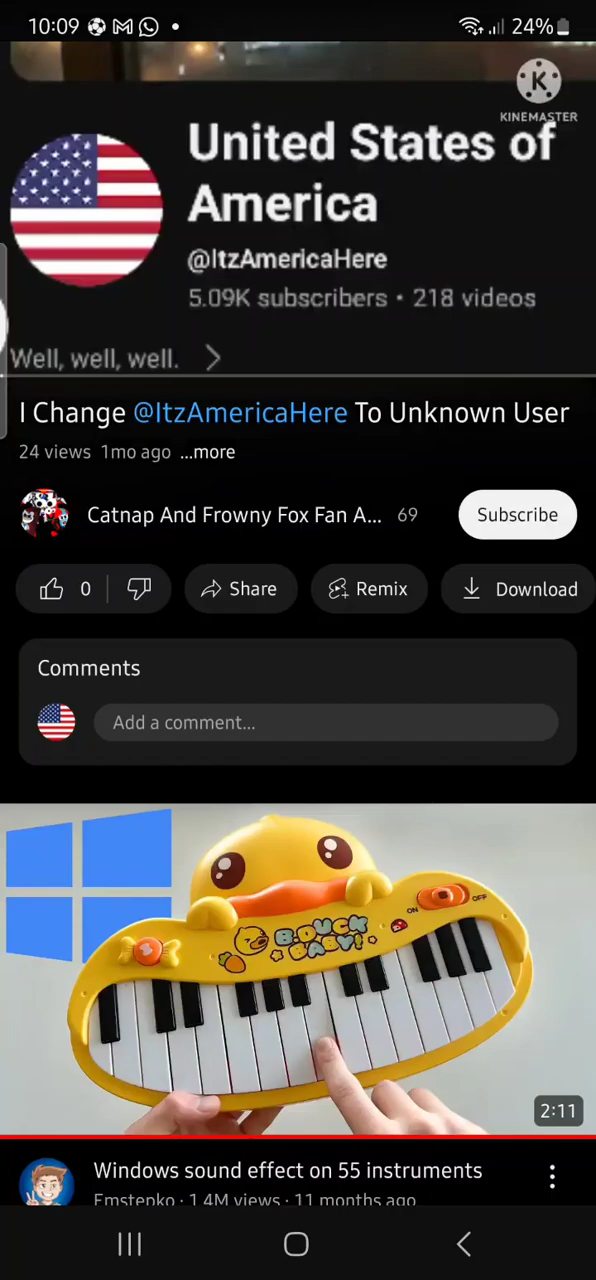 10:09
24%
KINEMASTER
United States of
America
@ItzAmericaHere
5.09K subscribers • 218 videos
Well, well, well.
I Change @ItzAmericaHere To Unknown User
24 views 1mo ago ...more
Catnap And Frowny Fox Fan A... 69
Subscribe
0
Share
Remix
Download
Comments
Add a comment...
B.DUCK
BABY!
ON
OFF
2:11
Windows sound effect on 55 instruments
Emstepko · 1.4M views · 11 months ago